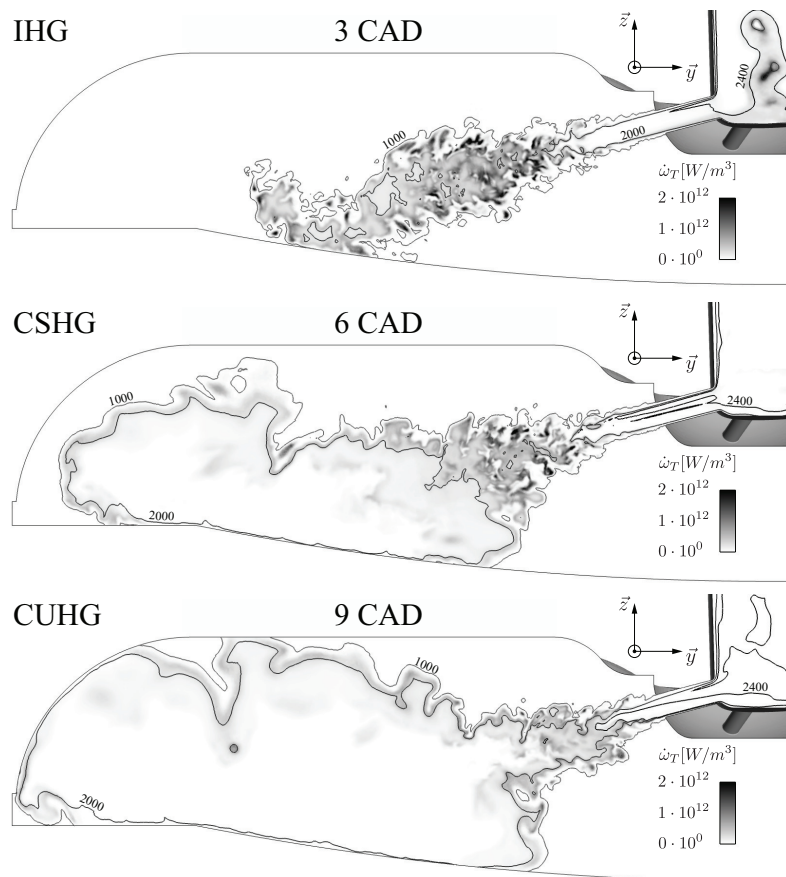 IHG 3 CAD
z⃗
y⃗
2400
1000
2000
ω̇_T [W/m³]
2 · 10¹²
1 · 10¹²
0 · 10⁰
CSHG 6 CAD
z⃗
y⃗
1000
2400
2000
ω̇_T [W/m³]
2 · 10¹²
1 · 10¹²
0 · 10⁰
CUHG 9 CAD
z⃗
y⃗
1000
2400
2000
ω̇_T [W/m³]
2 · 10¹²
1 · 10¹²
0 · 10⁰